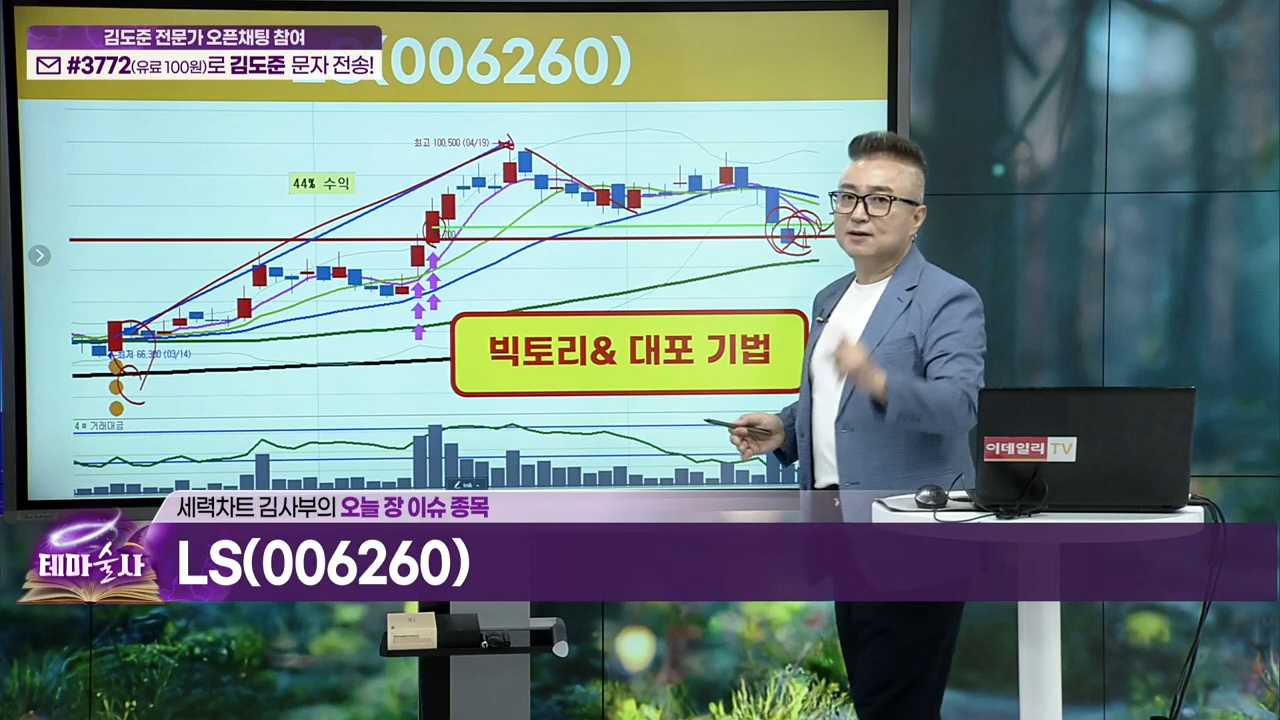 김도준 전문가 오픈채팅 참여
#3772(유료 100원)로 김도준 문자 전송!
(006260)
최고 100,500 (04/19)
44% 수익
최저 66,300 (03/14)
빅토리& 대포 기법
거래대금
이데일리TV
세력차트 김사부의 오늘 장 이슈 종목
테마술사
LS(006260)